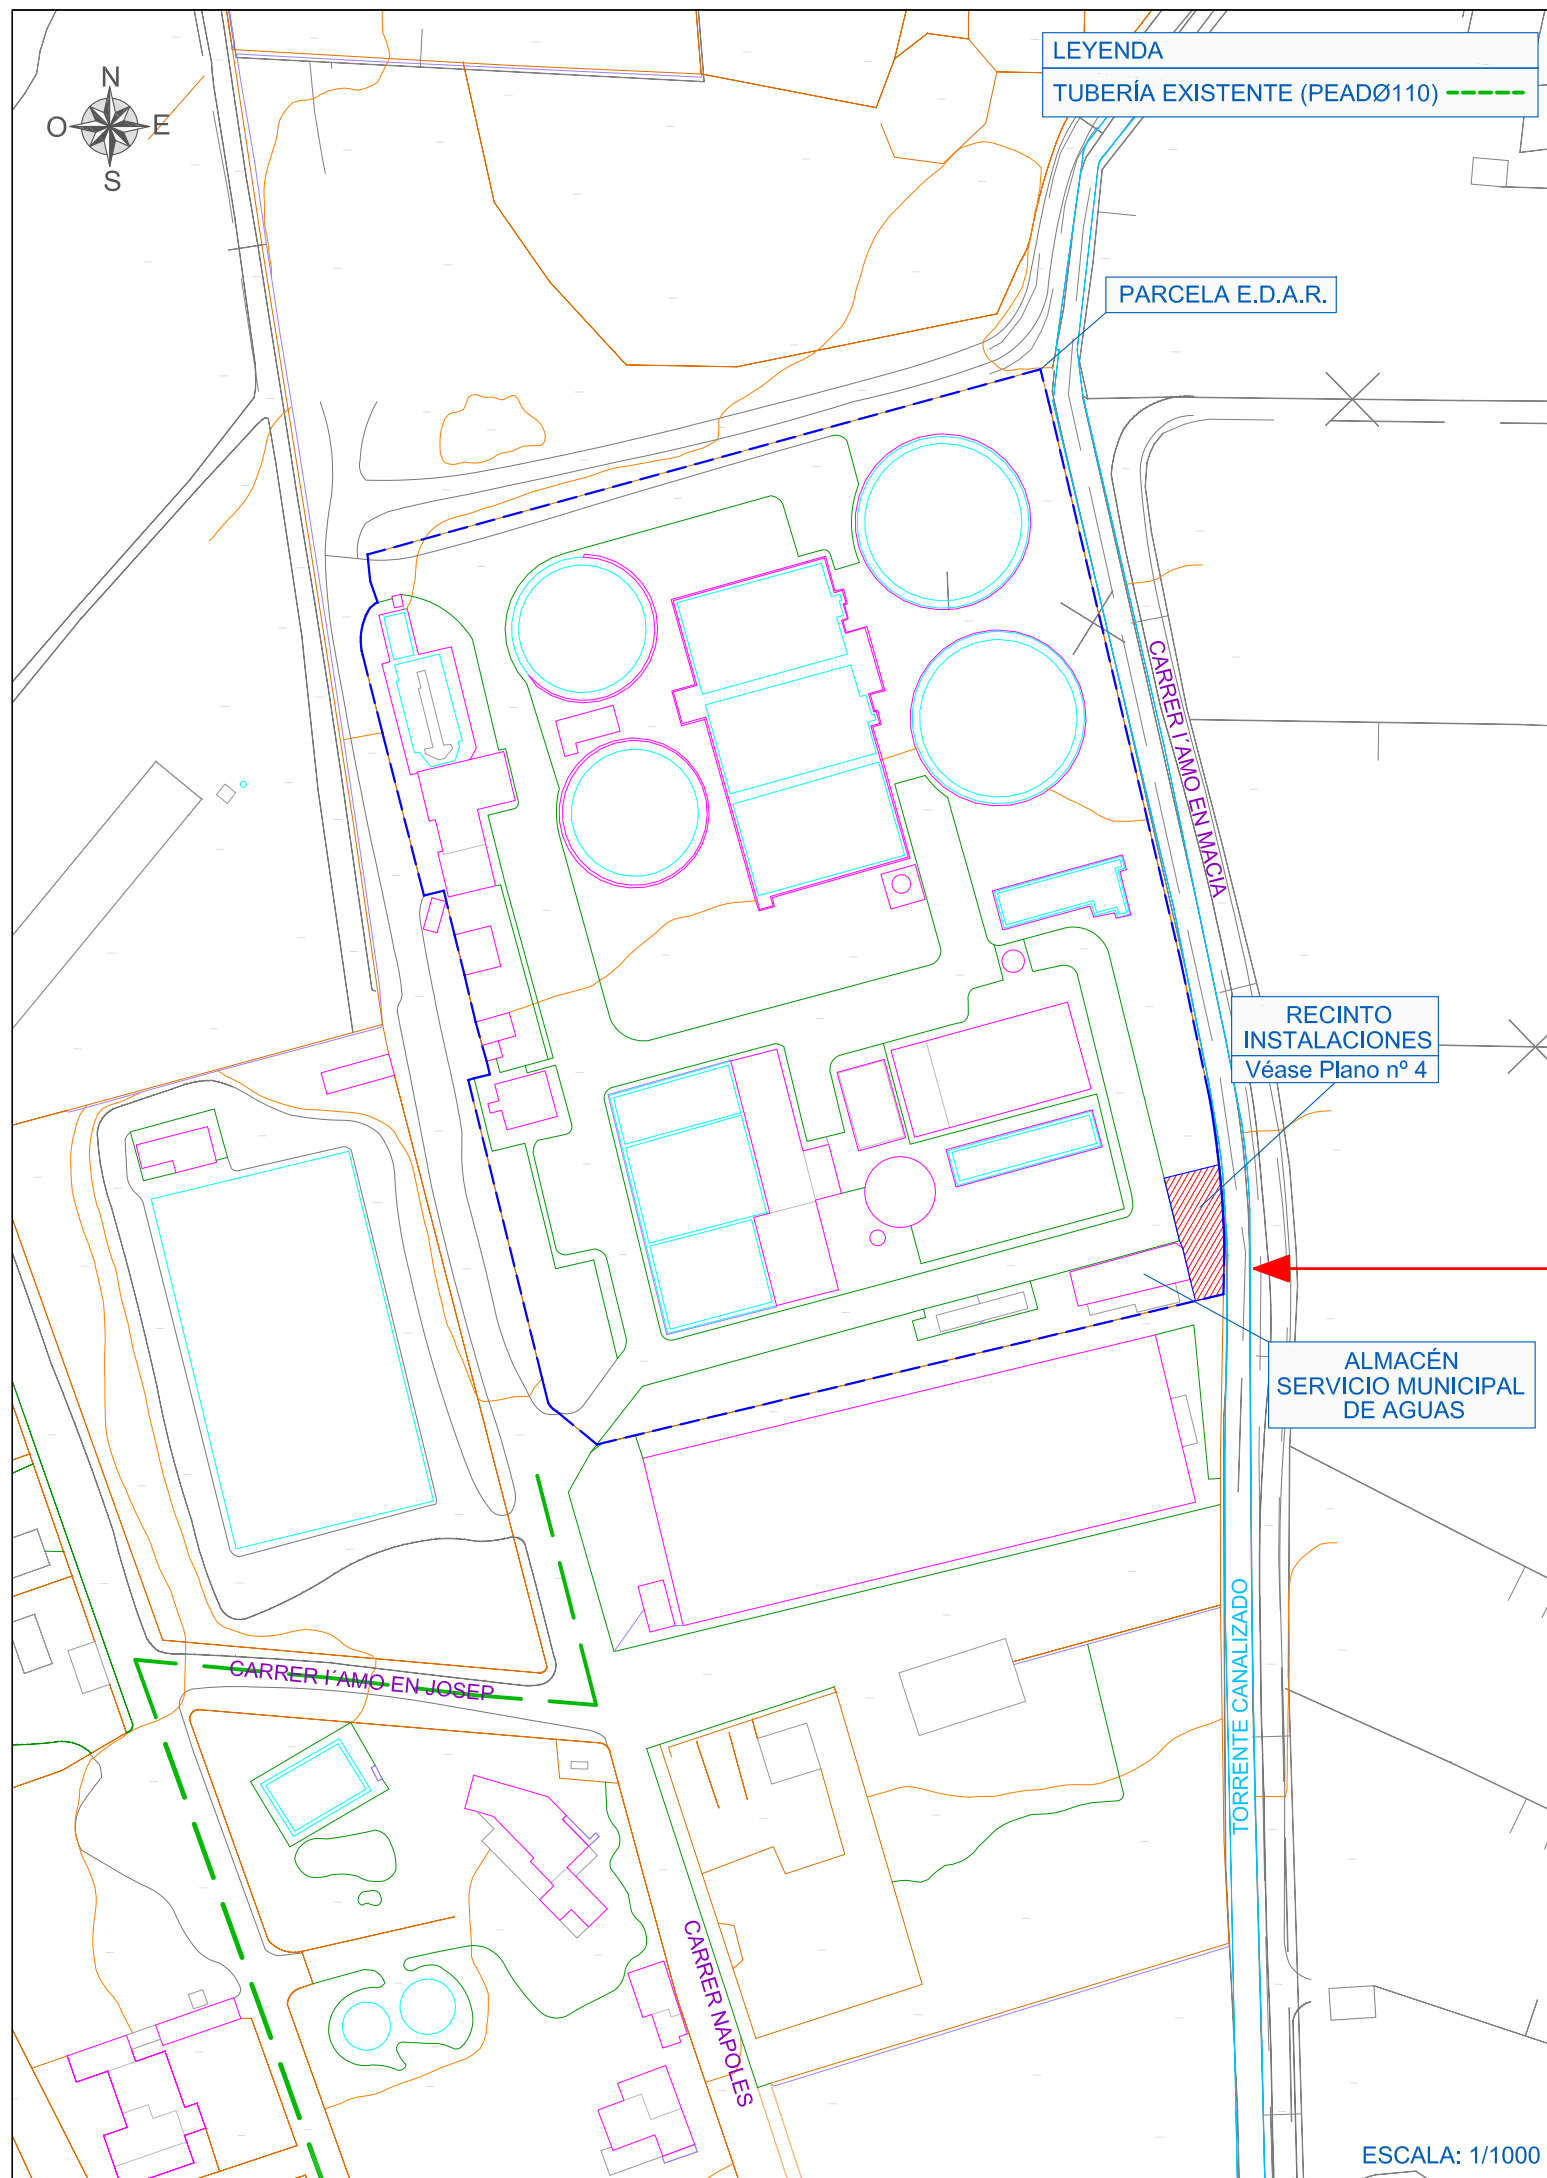 LEYENDA
TUBERÍA EXISTENTE (PEADØ110)
N
O
E
S
PARCELA E.D.A.R.
CARRER l´AMO EN MACIA
RECINTO
INSTALACIONES
Véase Plano nº 4
ALMACÉN
SERVICIO MUNICIPAL
DE AGUAS
CARRER l´AMO EN JOSEP
TORRENTE CANALIZADO
CARRER NAPOLES
ESCALA: 1/1000